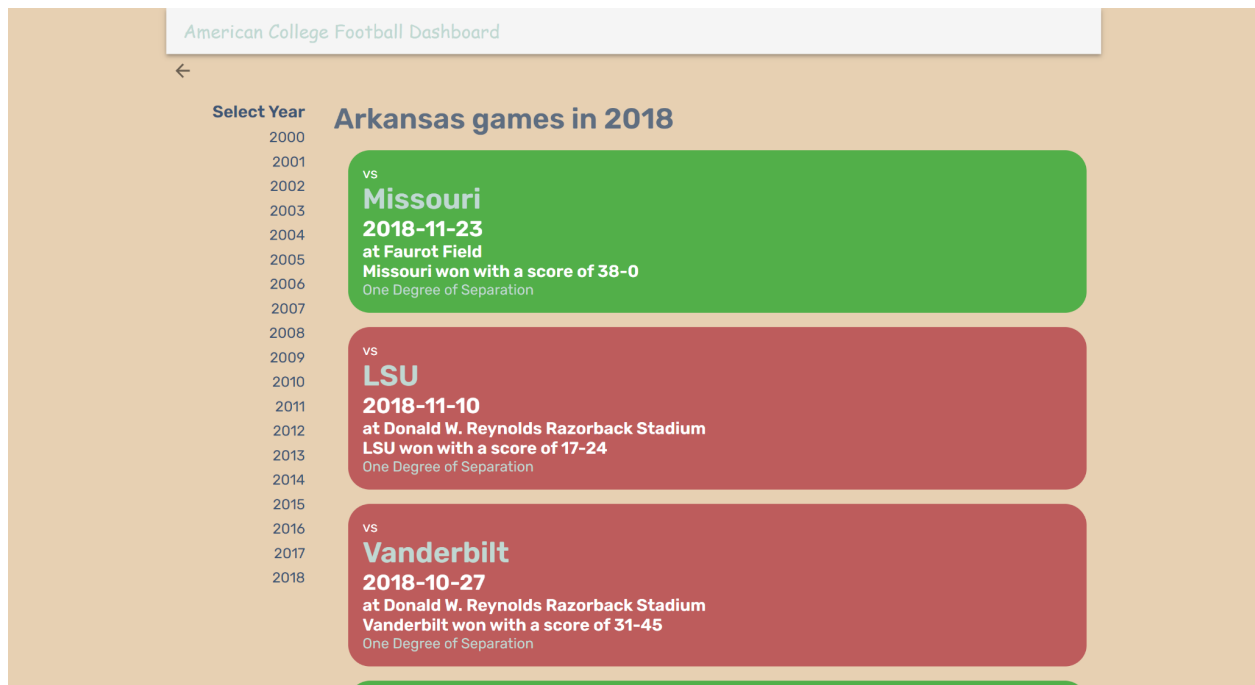 American College Football Dashboard
Select Year
2000
2001
2002
2003
2004
2005
2006
2007
2008
2009
2010
2011
2012
2013
2014
2015
2016
2017
2018
Arkansas games in 2018
vs
Missouri
2018-11-23
at Faurot Field
Missouri won with a score of 38-0
One Degree of Separation
vs
LSU
2018-11-10
at Donald W. Reynolds Razorback Stadium
LSU won with a score of 17-24
One Degree of Separation
vs
Vanderbilt
2018-10-27
at Donald W. Reynolds Razorback Stadium
Vanderbilt won with a score of 31-45
One Degree of Separation